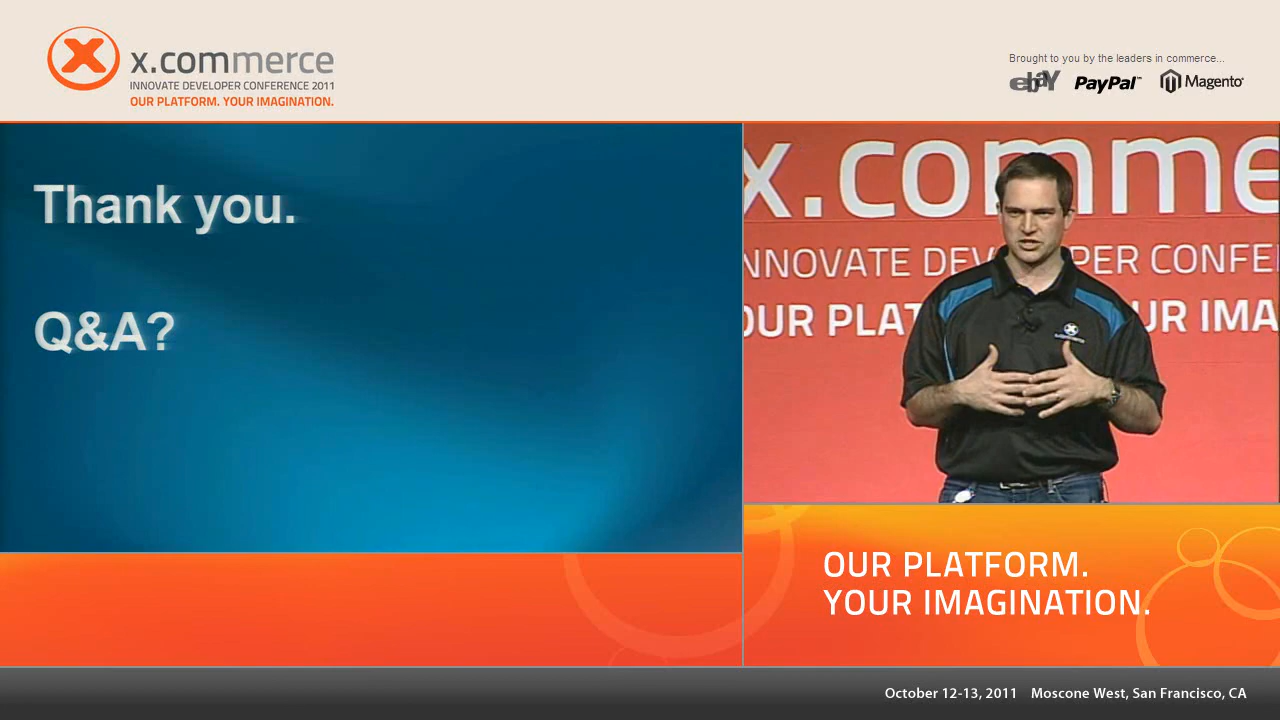 x.commerce
INNOVATE DEVELOPER CONFERENCE 2011
OUR PLATFORM. YOUR IMAGINATION.
Brought to you by the leaders in commerce...
ebaY PayPal™ Magento®
Thank you.
Q&A?
x.comme
NNOVATE DEV PER CONFE
OUR PLAT UR IMA
OUR PLATFORM.
YOUR IMAGINATION.
October 12-13, 2011 Moscone West, San Francisco, CA